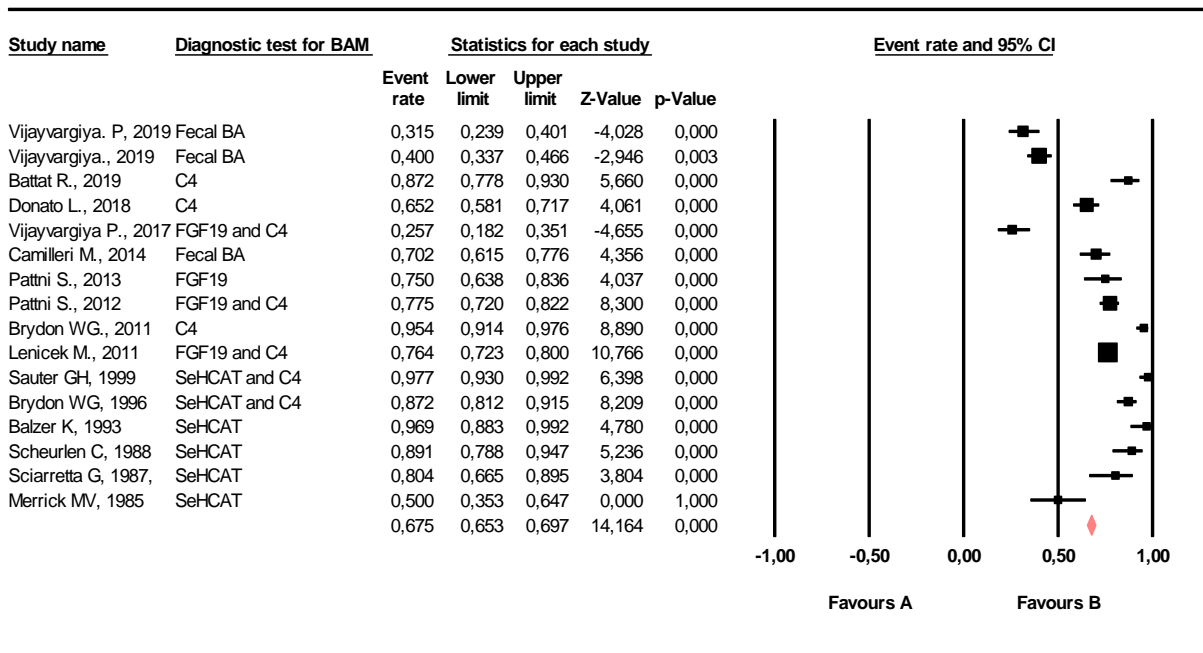 Study name Diagnostic test for BAM Statistics for each study Event rate and 95% CI
Event Lower Upper
rate limit limit Z-Value p-Value
Vijayvargiya. P, 2019 Fecal BA 0,315 0,239 0,401 -4,028 0,000
Vijayvargiya., 2019 Fecal BA 0,400 0,337 0,466 -2,946 0,003
Battat R., 2019 C4 0,872 0,778 0,930 5,660 0,000
Donato L., 2018 C4 0,652 0,581 0,717 4,061 0,000
Vijayvargiya P., 2017 FGF19 and C4 0,257 0,182 0,351 -4,655 0,000
Camilleri M., 2014 Fecal BA 0,702 0,615 0,776 4,356 0,000
Pattni S., 2013 FGF19 0,750 0,638 0,836 4,037 0,000
Pattni S., 2012 FGF19 and C4 0,775 0,720 0,822 8,300 0,000
Brydon WG., 2011 C4 0,954 0,914 0,976 8,890 0,000
Lenicek M., 2011 FGF19 and C4 0,764 0,723 0,800 10,766 0,000
Sauter GH, 1999 SeHCAT and C4 0,977 0,930 0,992 6,398 0,000
Brydon WG, 1996 SeHCAT and C4 0,872 0,812 0,915 8,209 0,000
Balzer K, 1993 SeHCAT 0,969 0,883 0,992 4,780 0,000
Scheurlen C, 1988 SeHCAT 0,891 0,788 0,947 5,236 0,000
Sciarretta G, 1987, SeHCAT 0,804 0,665 0,895 3,804 0,000
Merrick MV, 1985 SeHCAT 0,500 0,353 0,647 0,000 1,000
0,675 0,653 0,697 14,164 0,000
-1,00 -0,50 0,00 0,50 1,00
Favours A Favours B